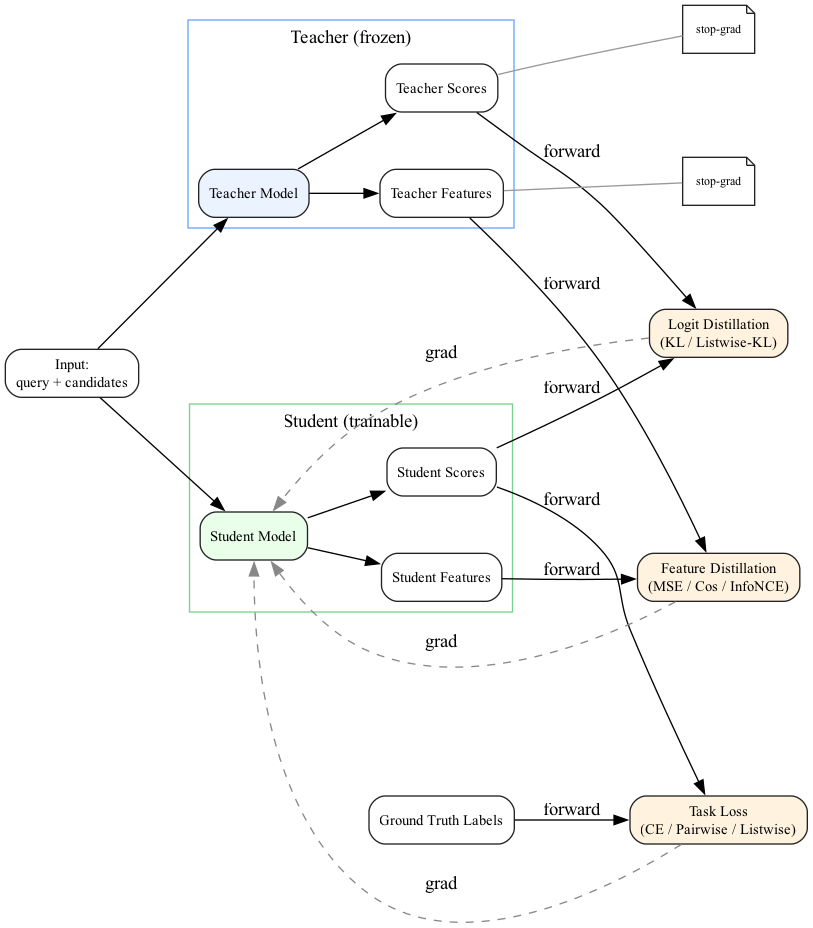 Teacher (frozen)
stop-grad
Teacher Scores
forward
Teacher Model
Teacher Features
stop-grad
forward
Logit Distillation
(KL / Listwise-KL)
grad
Input:
query + candidates
forward
Student (trainable)
Student Scores
forward
Student Model
Student Features
forward
Feature Distillation
(MSE / Cos / InfoNCE)
grad
Ground Truth Labels
forward
Task Loss
(CE / Pairwise / Listwise)
grad